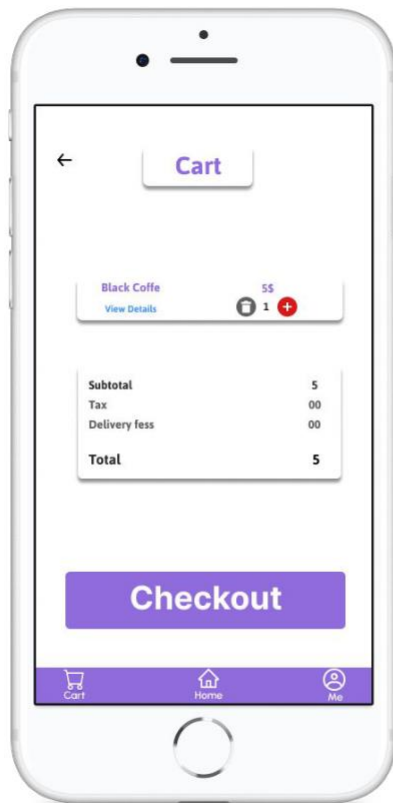 Cart
Black Coffe 5$
View Details 1
Subtotal 5
Tax 00
Delivery fess 00
Total 5
Checkout
Cart Home Me